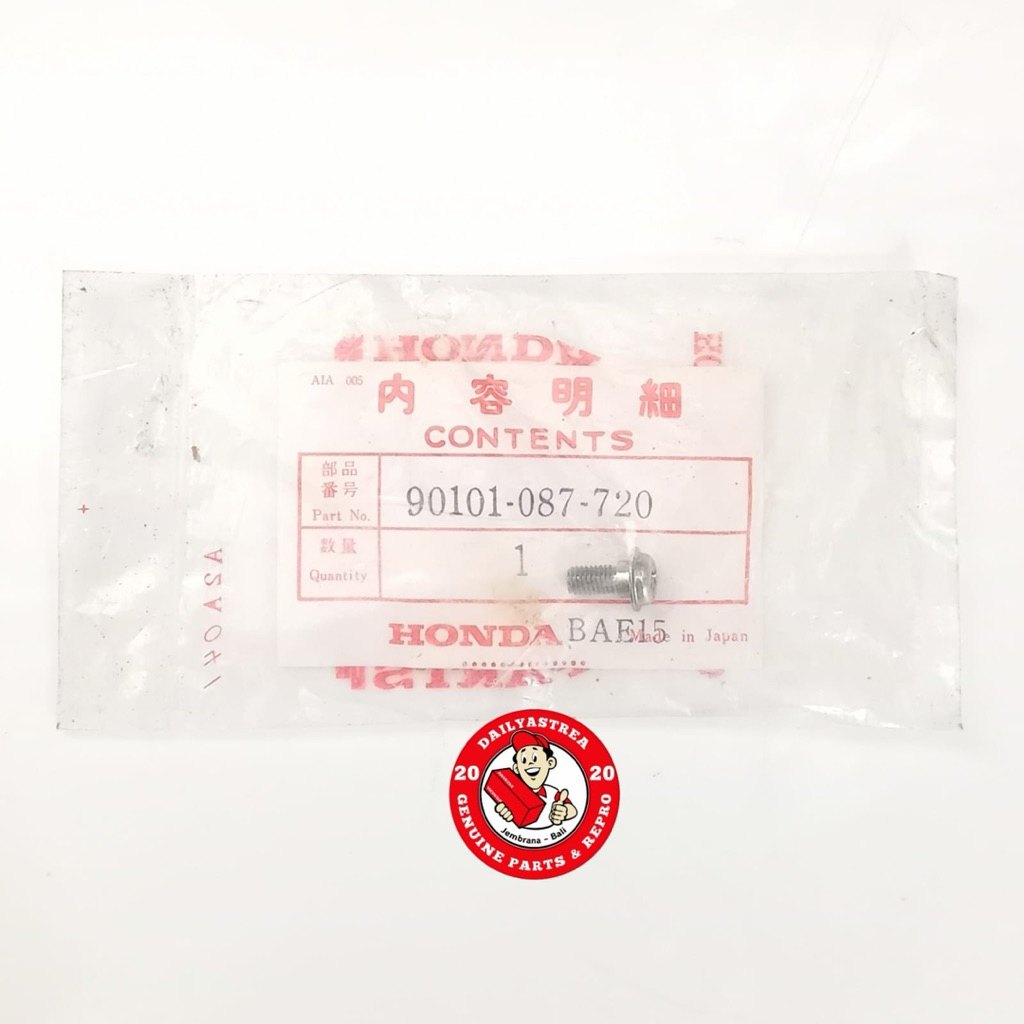 HONDA
AIA 005
内容明細
CONTENTS
部品
番号
Part No.
90101-087-720
数量
Quantity
1
HONDA
BAE15
Made in Japan
A2A041
DAILYASTREA
20 20
Jembrana - Bali
GENUINE PARTS & REPRO